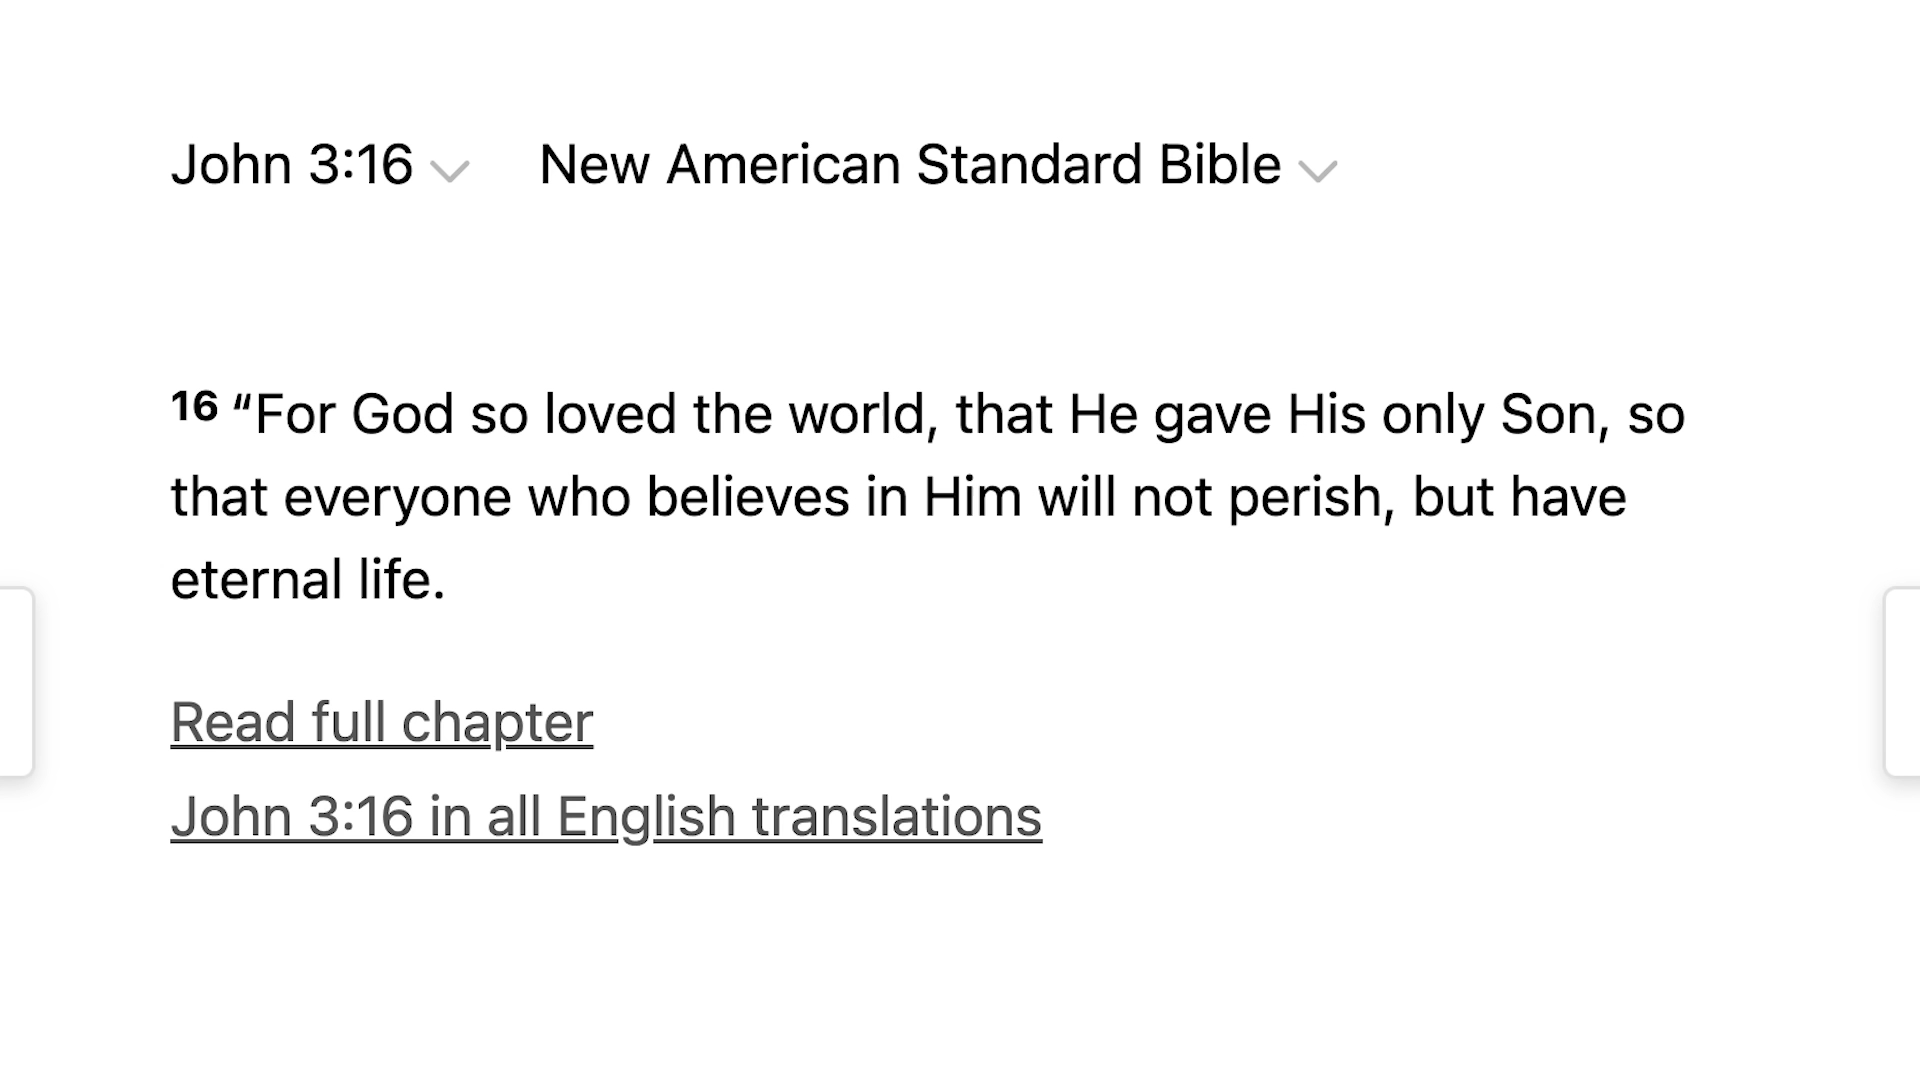 John 3:16 New American Standard Bible
16 “For God so loved the world, that He gave His only Son, so
that everyone who believes in Him will not perish, but have
eternal life.
Read full chapter
John 3:16 in all English translations